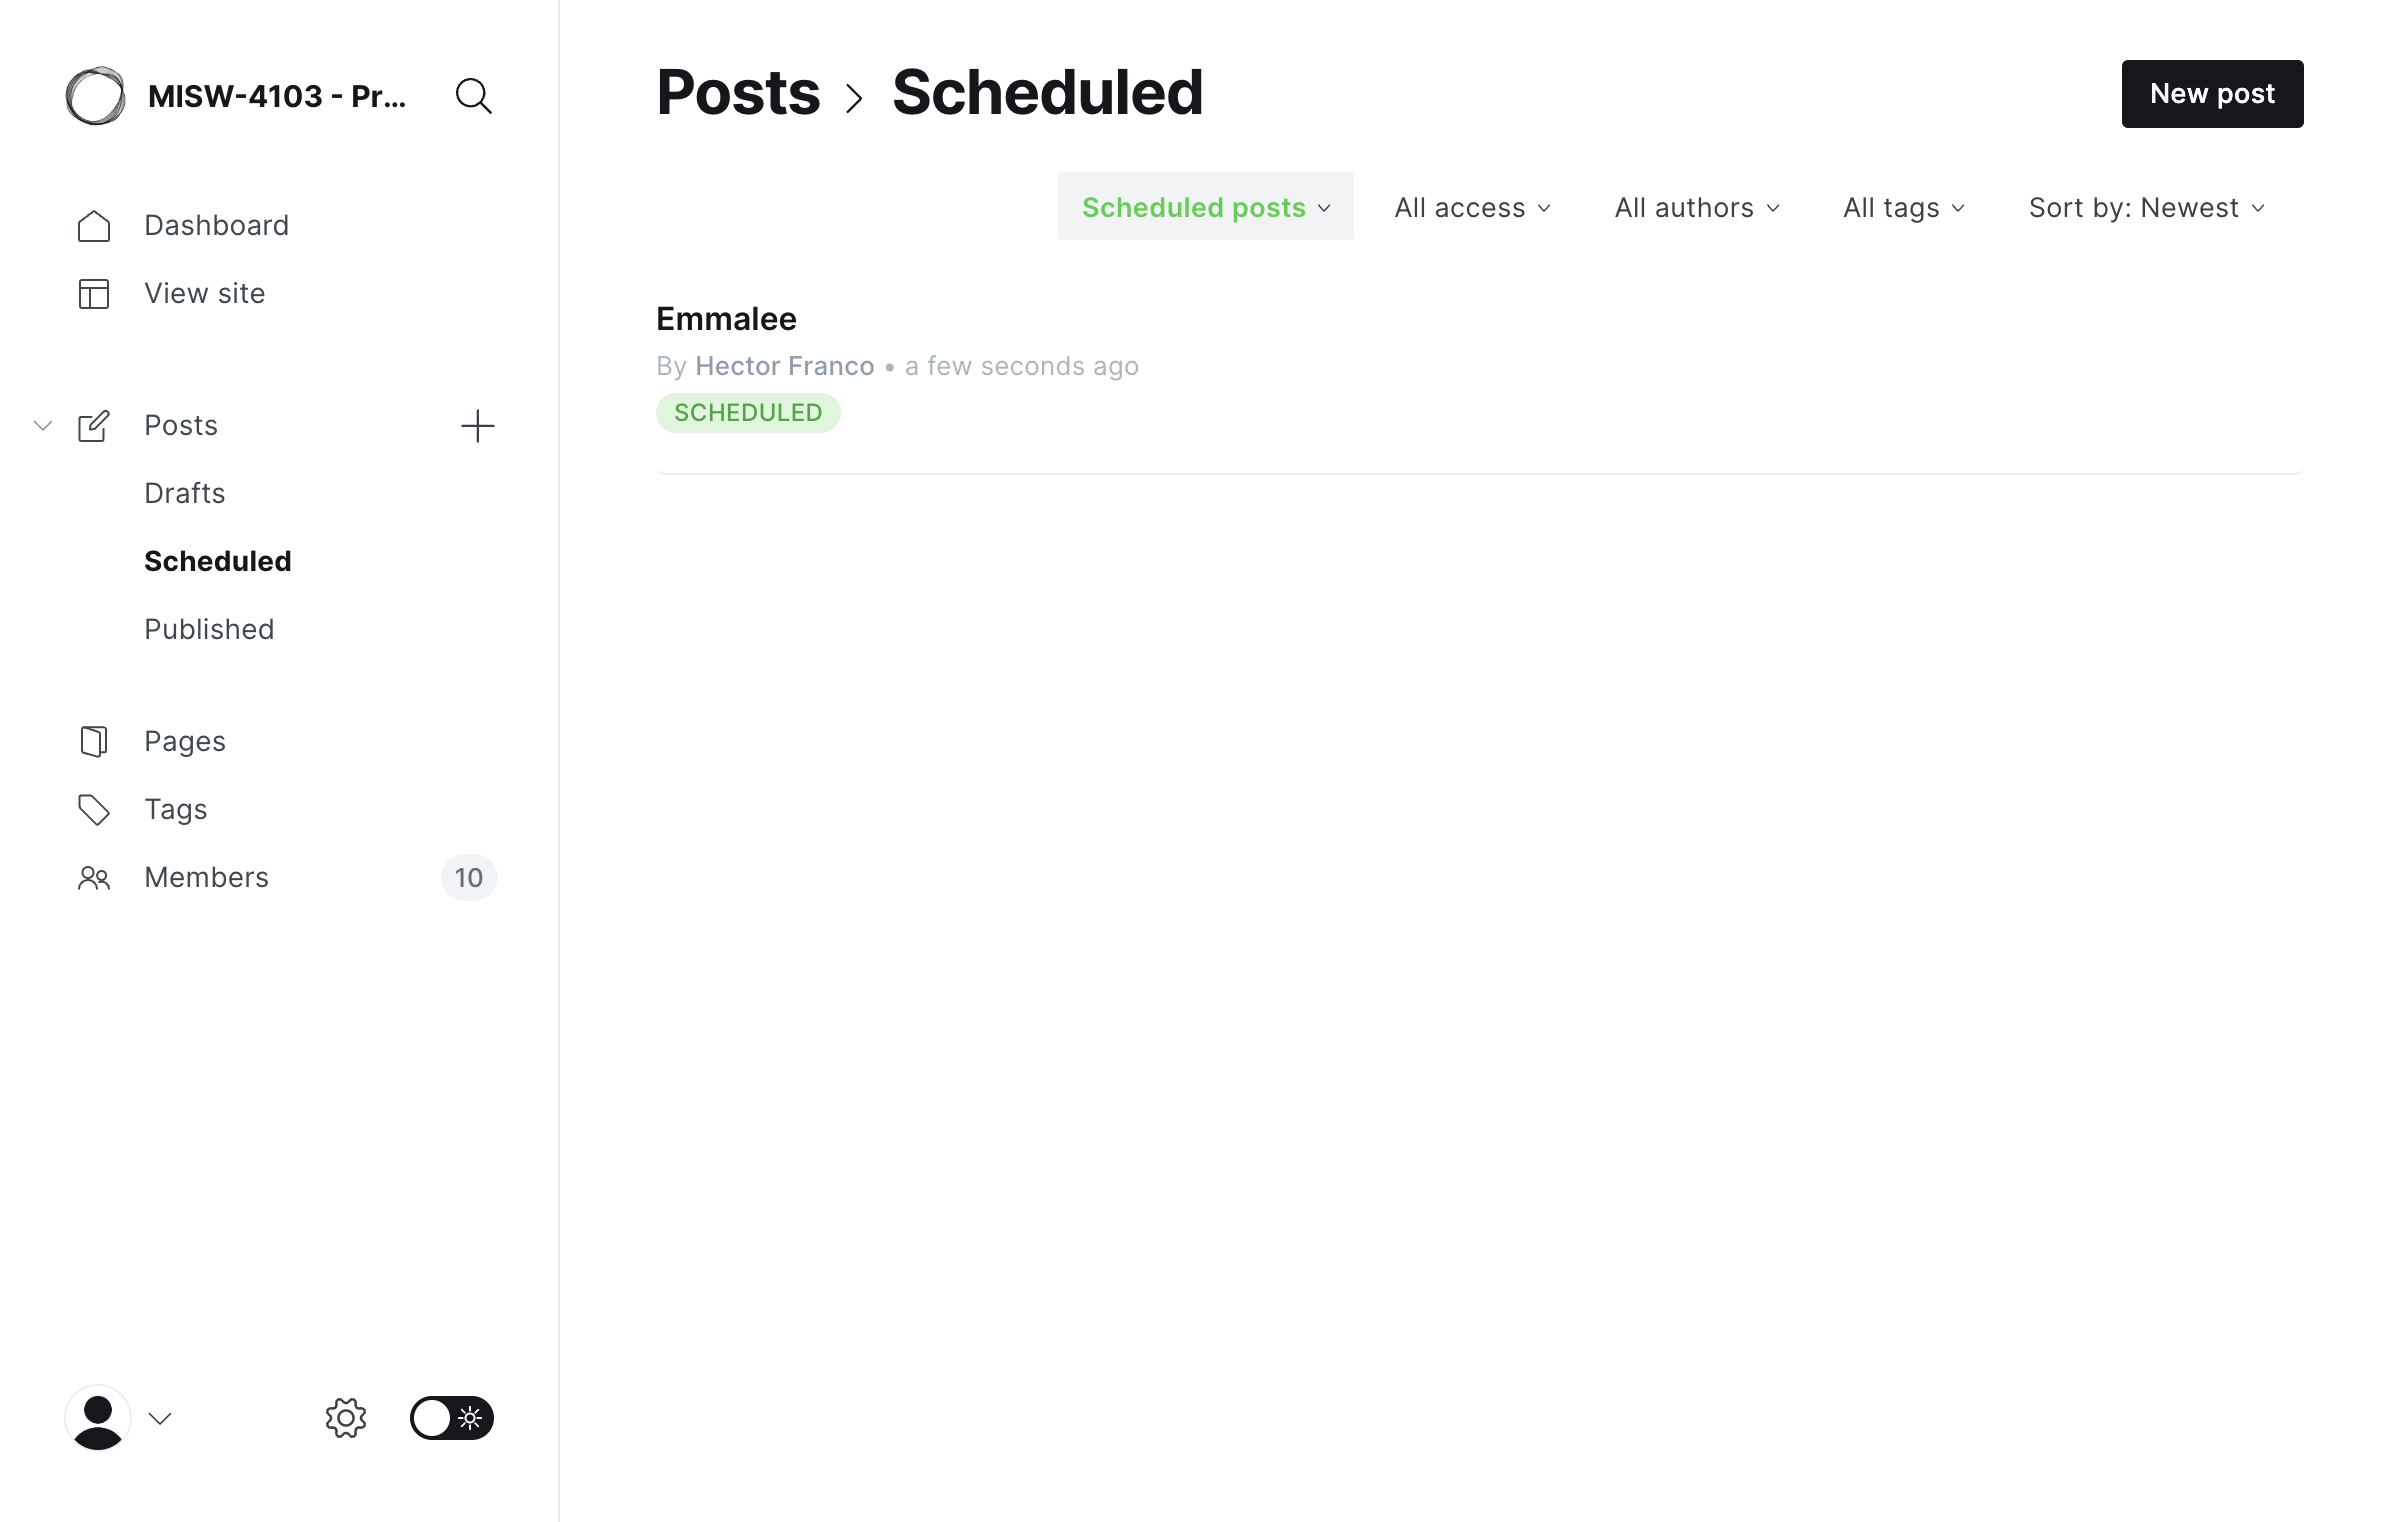 MISW-4103 - Pr...
Dashboard
View site
Posts
Drafts
Scheduled
Published
Pages
Tags
Members 10
Posts > Scheduled
New post
Scheduled posts All access All authors All tags Sort by: Newest
Emmalee
By Hector Franco • a few seconds ago
SCHEDULED